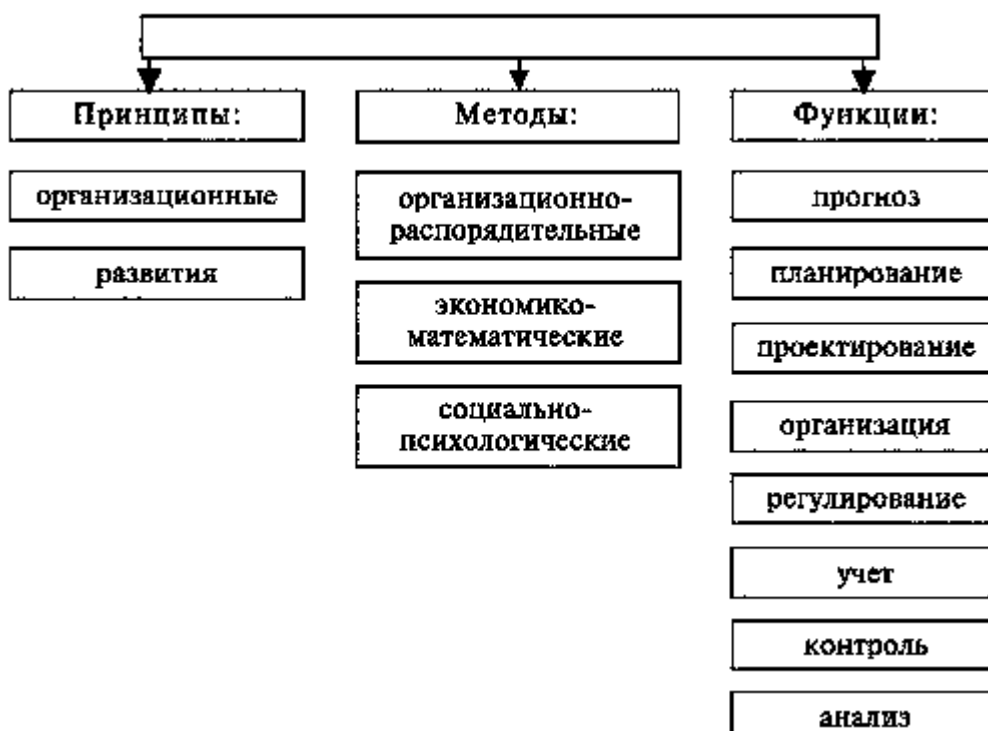 Принципы:
организационные
развития
Методы:
организационно-
распорядительные
экономико-
математические
социально-
психологические
Функции:
прогноз
планирование
проектирование
организация
регулирование
учет
контроль
анализ